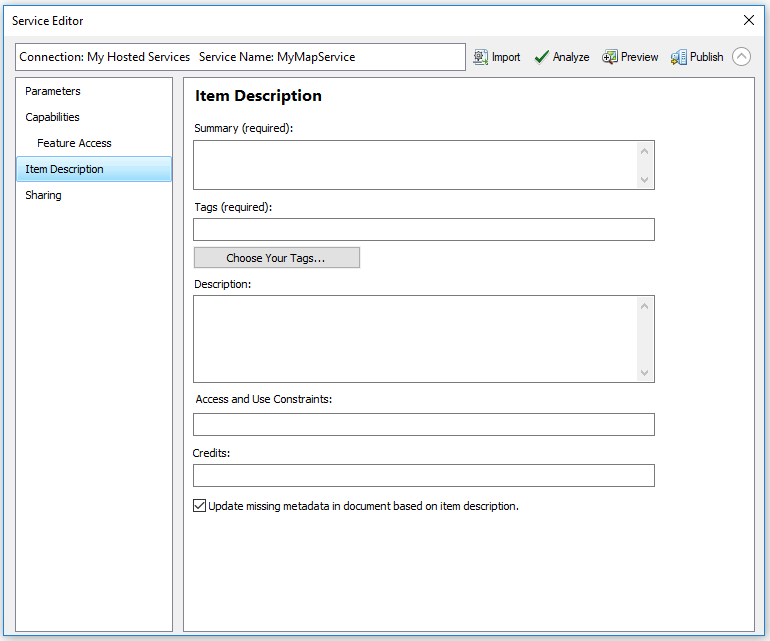 Service Editor
Connection: My Hosted Services Service Name: MyMapService
Import
Analyze
Preview
Publish
Parameters
Capabilities
Feature Access
Item Description
Sharing
Item Description
Summary (required):
Tags (required):
Choose Your Tags...
Description:
Access and Use Constraints:
Credits:
Update missing metadata in document based on item description.